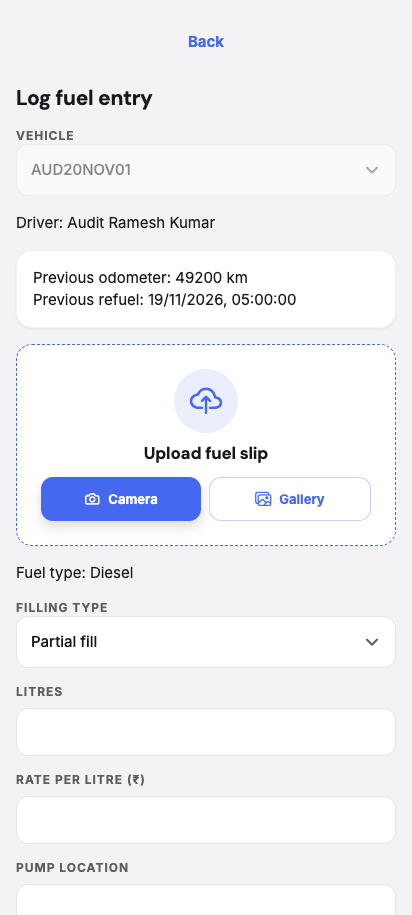 Back
Log fuel entry
VEHICLE
AUD20NOV01
Driver: Audit Ramesh Kumar
Previous odometer: 49200 km
Previous refuel: 19/11/2026, 05:00:00
Upload fuel slip
Camera
Gallery
Fuel type: Diesel
FILLING TYPE
Partial fill
LITRES
RATE PER LITRE (₹)
PUMP LOCATION